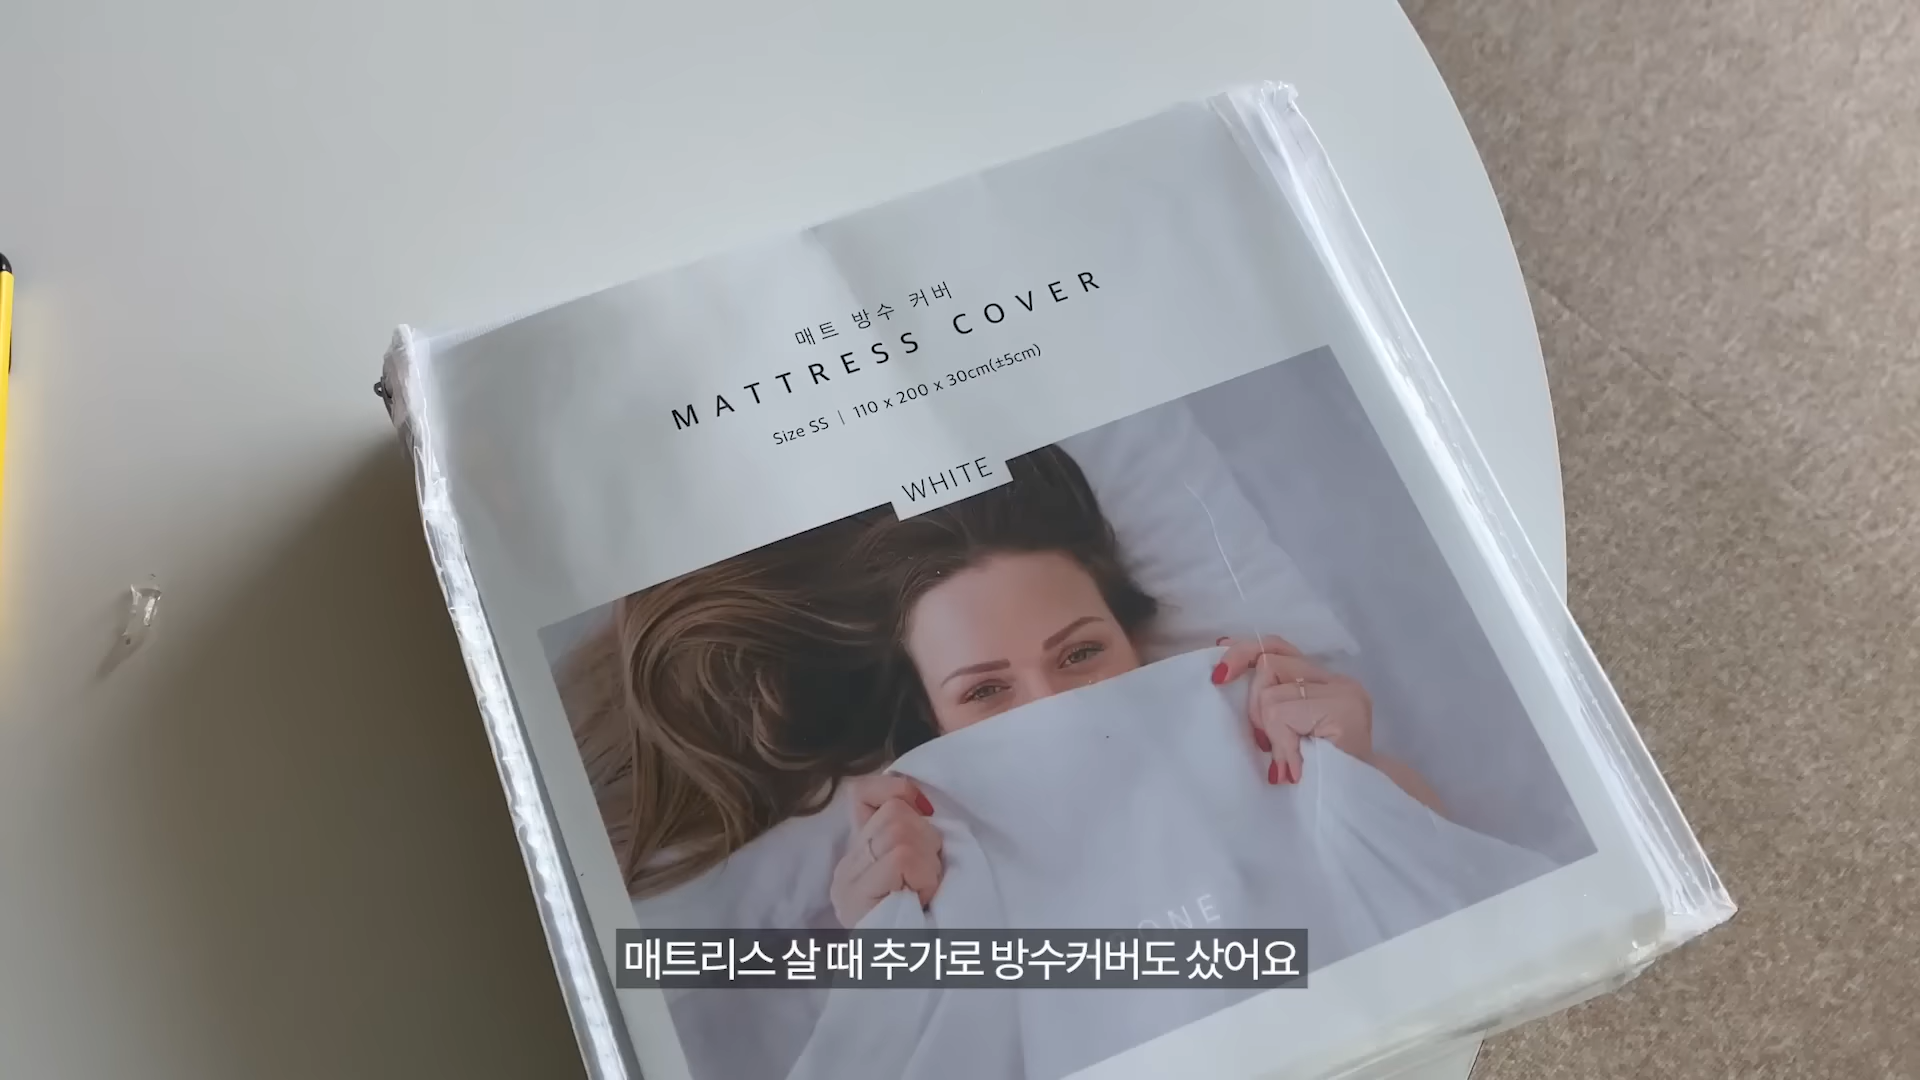 매트 방수 커버
MATTRESS COVER
Size SS | 110 x 200 x 30cm(±5cm)
WHITE
매트리스 살 때 추가로 방수커버도 샀어요